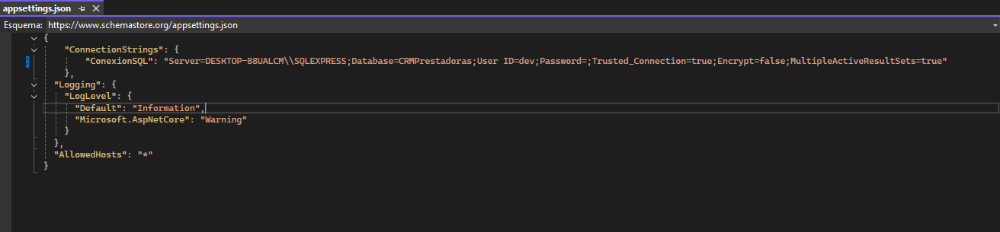 appsettings.json
Esquema: https://www.schemastore.org/appsettings.json
{
"ConnectionStrings": {
"ConexionSQL": "Server=DESKTOP-88UALCM\\SQLEXPRESS;Database=CRMPrestadoras;User ID=dev;Password=;Trusted_Connection=true;Encrypt=false;MultipleActiveResultSets=true"
},
"Logging": {
"LogLevel": {
"Default": "Information",
"Microsoft.AspNetCore": "Warning"
}
},
"AllowedHosts": "*"
}